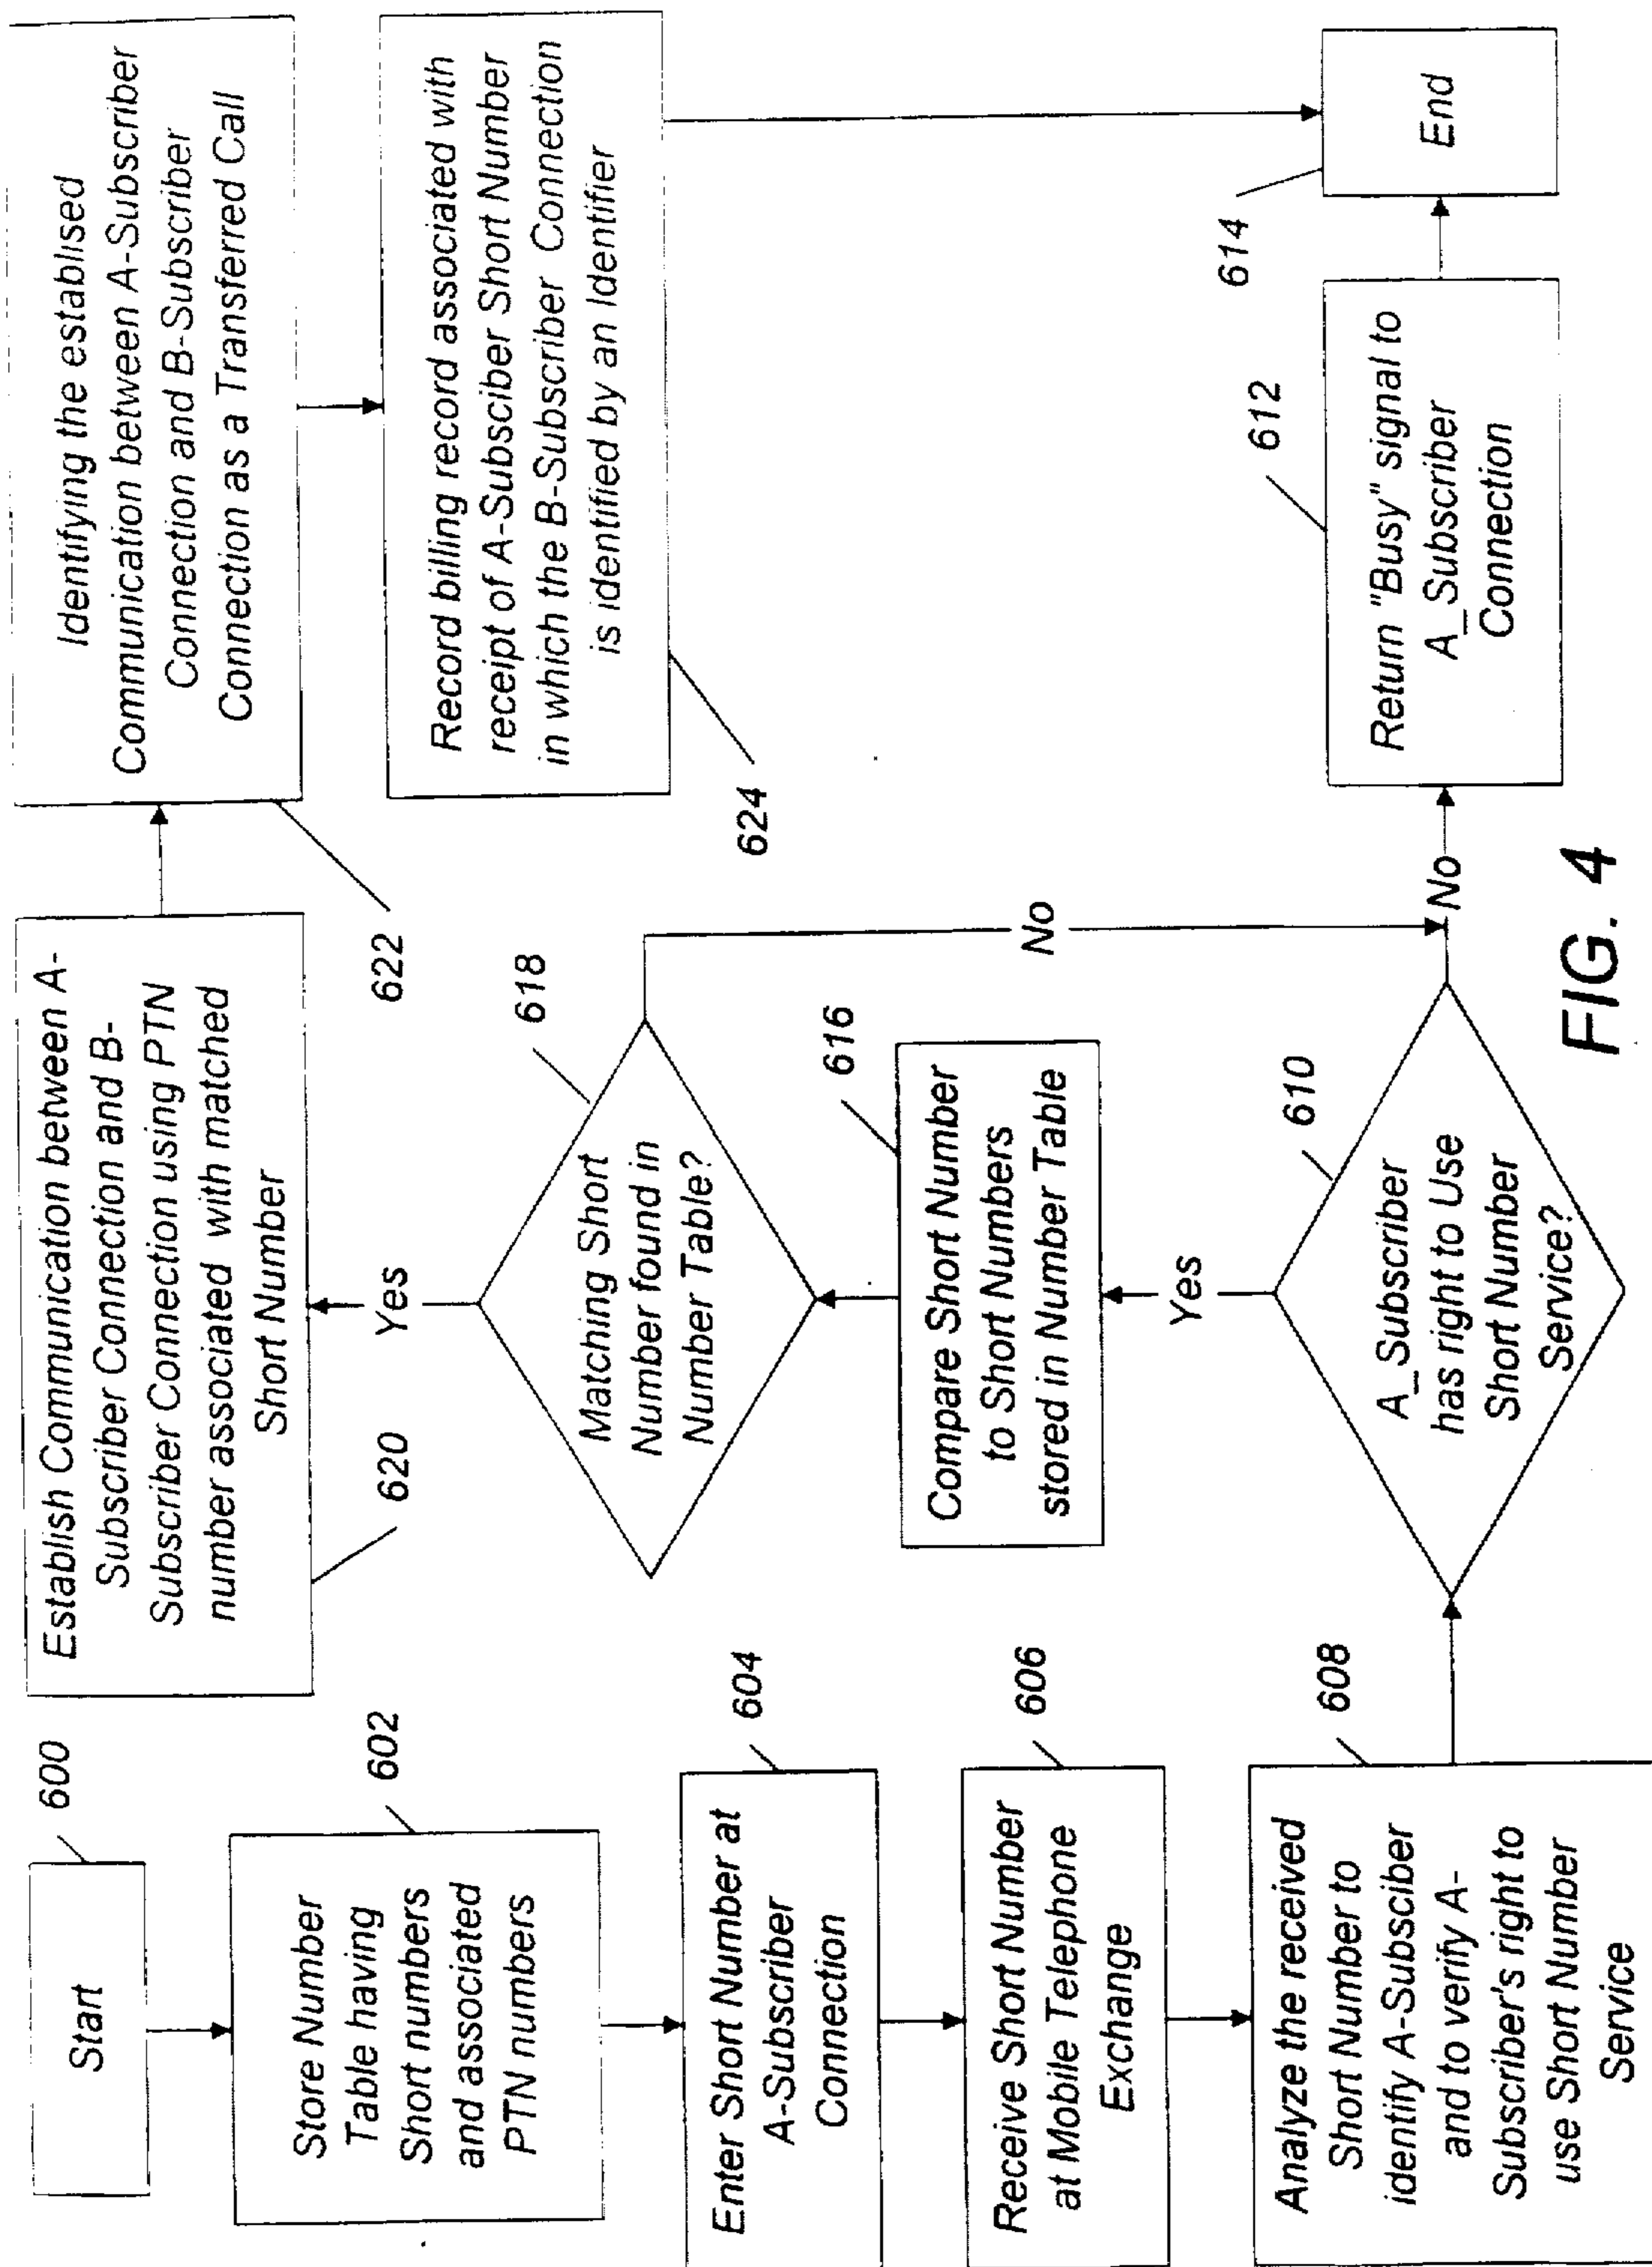 600
Start
602
Store Number
Table having
Short numbers
and associated
PTN numbers
604
Enter Short Number at
A-Subscriber
Connection
606
Receive Short Number
at Mobile Telephone
Exchange
608
Analyze the received
Short Number to
identify A-Subsciber
and to verify A-
Subscriber's right to
use Short Number
Service
610
A_Subscriber
has right to Use
Short Number
Service?
Yes
No
616
Compare Short Number
to Short Numbers
stored in Number Table
618
Matching Short
Number found in
Number Table?
Yes
No
620
Establish Communication between A-
Subscriber Connection and B-
Subscriber Connection using PTN
number associated with matched
Short Number
622
Identifying the establised
Communication between A-Subscriber
Connection and B-Subscriber
Connection as a Transferred Call
624
Record billing record associated with
receipt of A-Subsciber Short Number
in which the B-Subscriber Connection
is identified by an Identifier
612
Return "Busy" signal to
A_Subscriber
Connection
614
End
FIG. 4